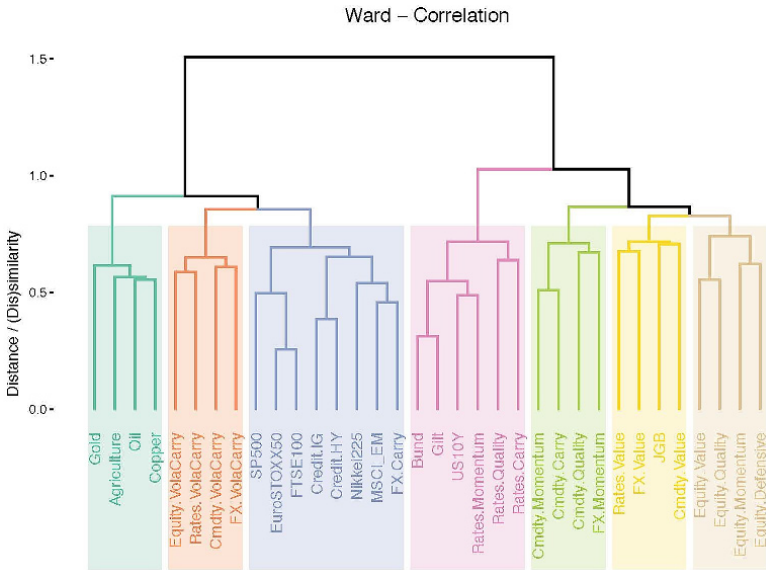 Ward – Correlation
Distance / (Dis)similarity
1.5
1.0
0.5
0.0
Gold
Agriculture
Oil
Copper
Equity.VolaCarry
Rates.VolaCarry
Cmdty.VolaCarry
FX.VolaCarry
SP500
EuroSTOXX50
FTSE100
Credit.IG
Credit.HY
Nikkei225
MSCI_EM
FX.Carry
Bund
Gilt
US10Y
Rates.Momentum
Rates.Quality
Rates.Carry
Cmdty.Momentum
Cmdty.Carry
Cmdty.Quality
FX.Momentum
Rates.Value
FX.Value
JGB
Cmdty.Value
Equity.Value
Equity.Quality
Equity.Momentum
Equity.Defensive